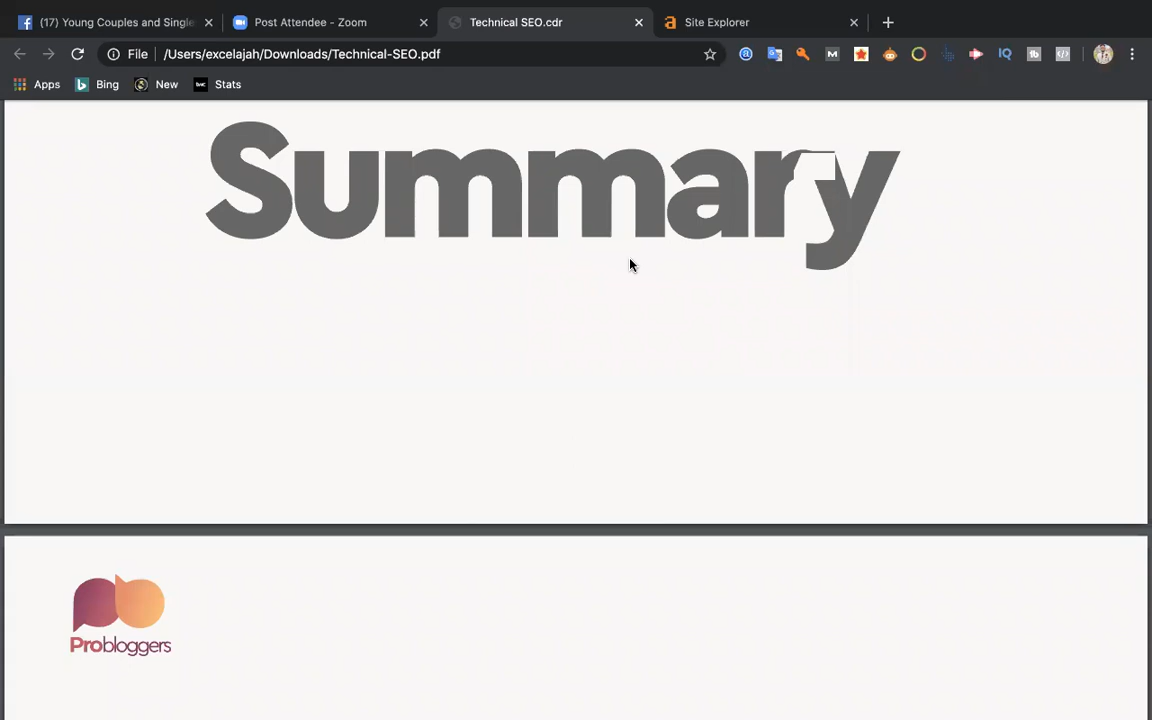 (17) Young Couples and Single
Post Attendee - Zoom
Technical SEO.cdr
Site Explorer
File
/Users/excelajah/Downloads/Technical-SEO.pdf
Apps
Bing
New
Stats
Summary
Probloggers